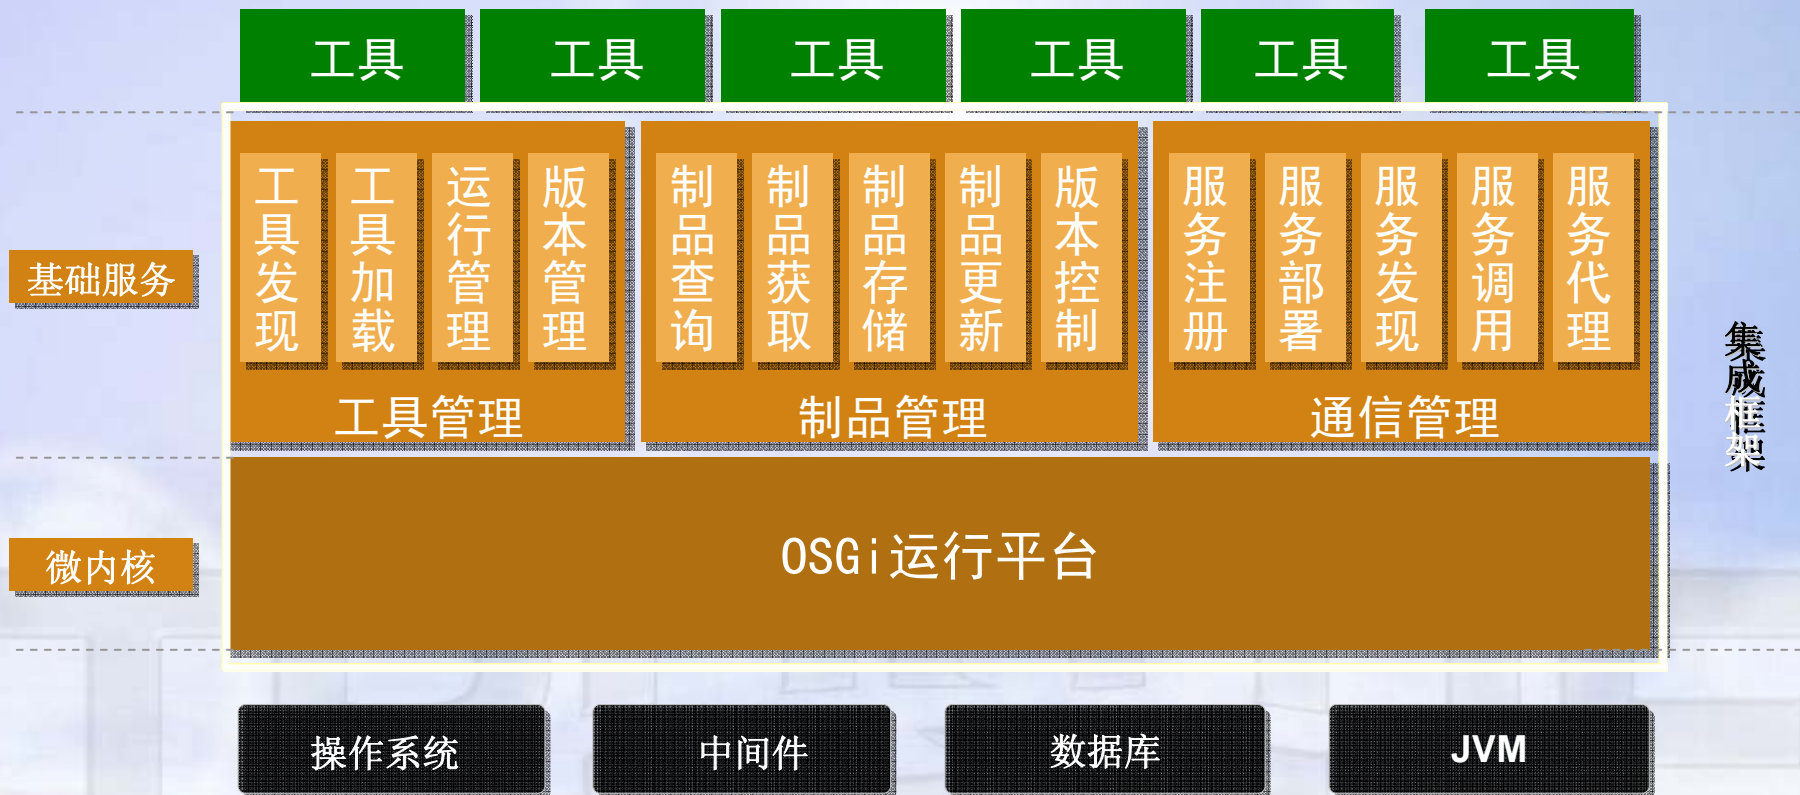 工具
工具
工具
工具
工具
工具
基础服务
工具发现
工具加载
运行管理
版本管理
工具管理
制品查询
制品获取
制品存储
制品更新
版本控制
制品管理
服务注册
服务部署
服务发现
服务调用
服务代理
通信管理
集成框架
微内核
OSGi运行平台
操作系统
中间件
数据库
JVM